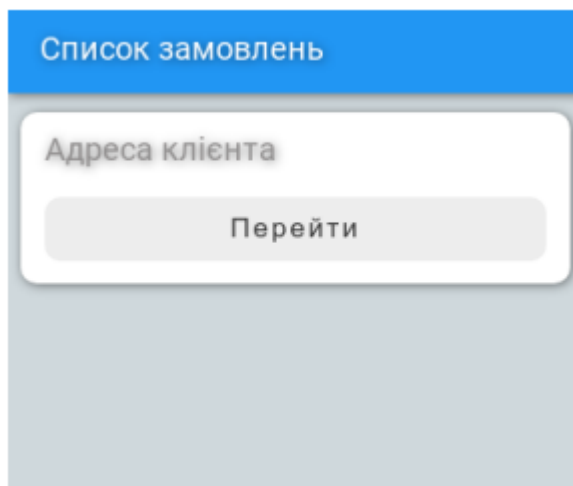 Список замовлень
Адреса клієнта
Перейти